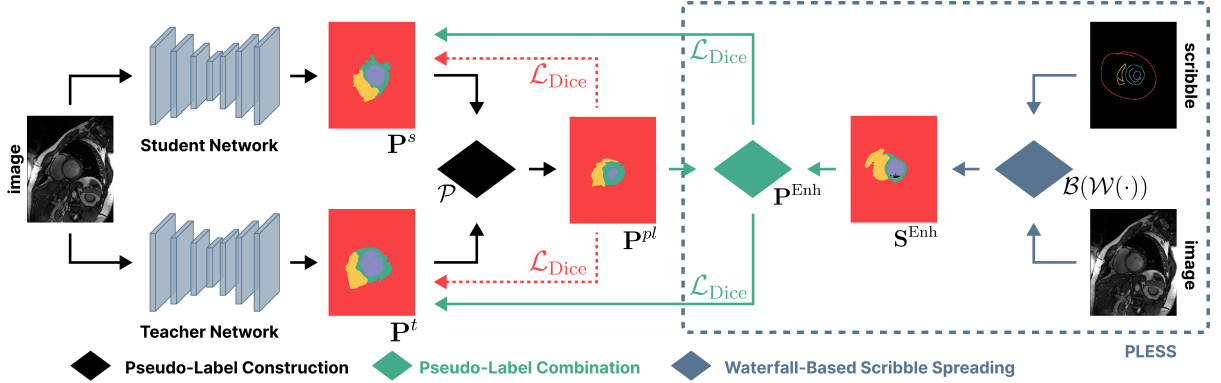 image
Student Network
Teacher Network
P^s
P^t
𝒫
P^{pl}
ℒ_Dice
ℒ_Dice
ℒ_Dice
ℒ_Dice
P^Enh
S^Enh
ℬ(𝒲(·))
scribble
image
PLESS
Pseudo-Label Construction
Pseudo-Label Combination
Waterfall-Based Scribble Spreading